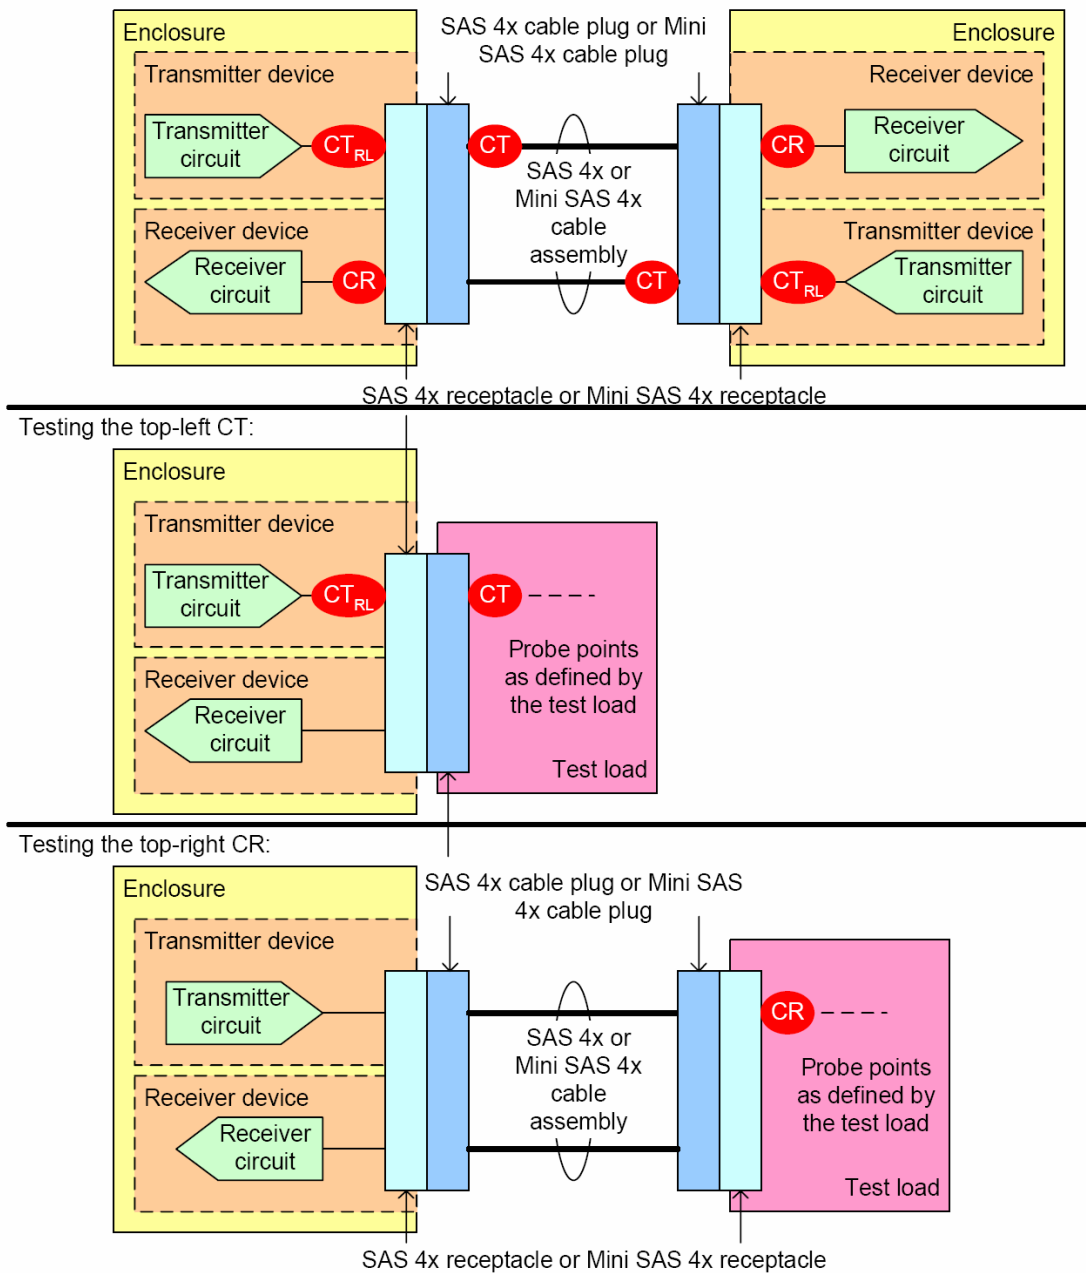 Enclosure
SAS 4x cable plug or Mini
SAS 4x cable plug
Enclosure
Transmitter device
Receiver device
Transmitter
circuit
CTRL
CT
CR
Receiver
circuit
SAS 4x or
Mini SAS 4x
cable
assembly
Receiver device
Transmitter device
Receiver
circuit
CR
CT
CTRL
Transmitter
circuit
SAS 4x receptacle or Mini SAS 4x receptacle
Testing the top-left CT:
Enclosure
Transmitter device
Transmitter
circuit
CTRL
CT
Probe points
as defined by
the test load
Receiver device
Receiver
circuit
Test load
Testing the top-right CR:
SAS 4x cable plug or Mini SAS
4x cable plug
Enclosure
Transmitter device
Transmitter
circuit
CR
SAS 4x or
Mini SAS 4x
cable
assembly
Probe points
as defined by
the test load
Receiver device
Receiver
circuit
Test load
SAS 4x receptacle or Mini SAS 4x receptacle